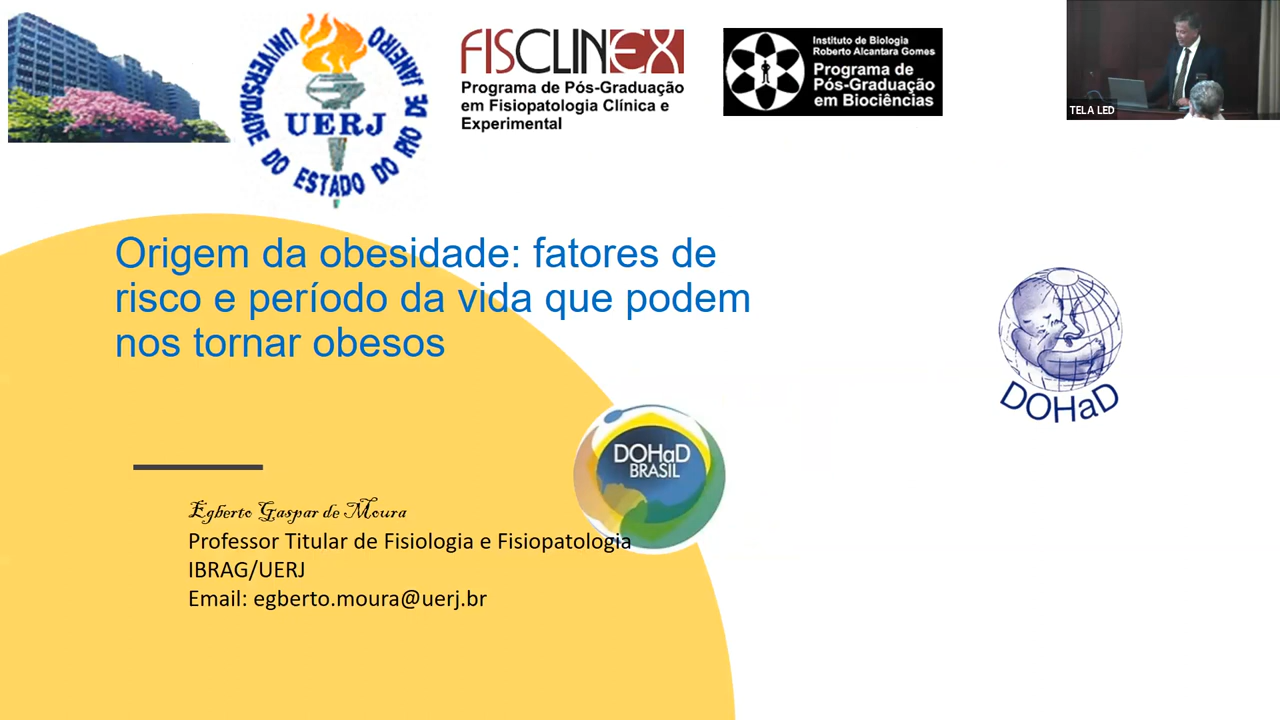 UNIVERSIDADE DO ESTADO DO RIO DE JANEIRO
UERJ
FISCLINEX
Programa de Pós-Graduação
em Fisiopatologia Clínica e
Experimental
Instituto de Biologia
Roberto Alcantara Gomes
Programa de
Pós-Graduação
em Biociências
TELA LED
Origem da obesidade: fatores de
risco e período da vida que podem
nos tornar obesos
DOHaD
DOHaD
BRASIL
Egberto Gaspar de Moura
Professor Titular de Fisiologia e Fisiopatologia
IBRAG/UERJ
Email: egberto.moura@uerj.br